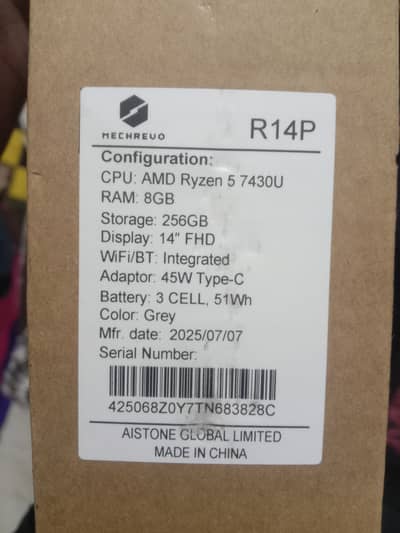 MECHREVO
R14P
Configuration:
CPU: AMD Ryzen 5 7430U
RAM: 8GB
Storage: 256GB
Display: 14" FHD
WiFi/BT: Integrated
Adaptor: 45W Type-C
Battery: 3 CELL, 51Wh
Color: Grey
Mfr. date: 2025/07/07
Serial Number:
425068Z0Y7TN683828C
AISTONE GLOBAL LIMITED
MADE IN CHINA